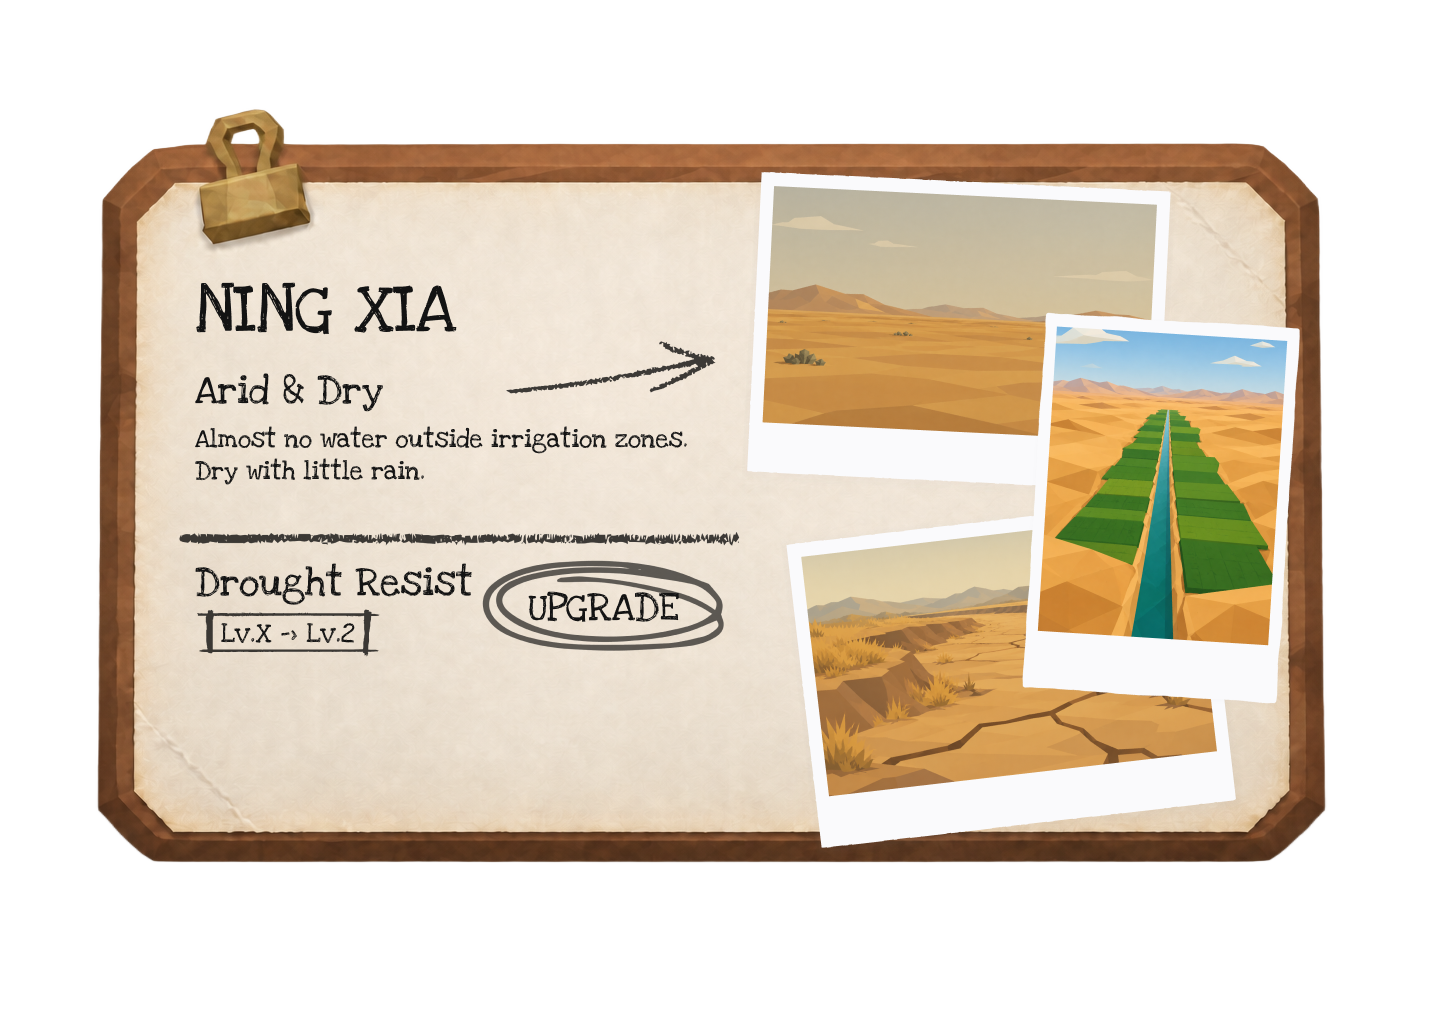 NING XIA
Arid & Dry
Almost no water outside irrigation zones.
Dry with little rain.
Drought Resist
UPGRADE
Lv.X -> Lv.2